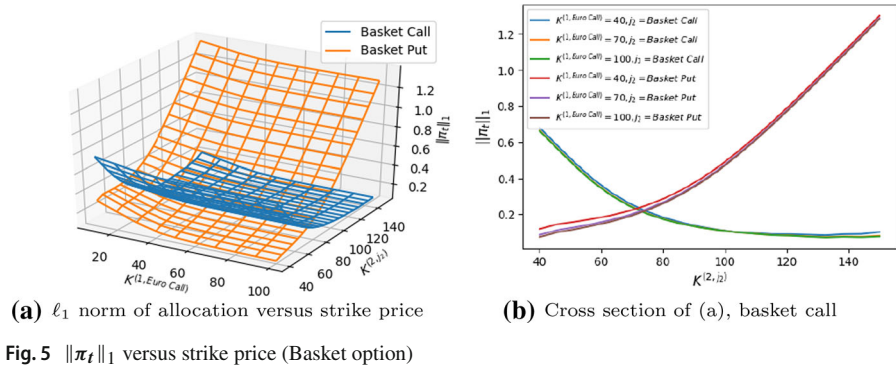 Basket Call
Basket Put
1.2
1.0
0.8
0.6
0.4
0.2
||π_t||_1
20
40
60
80
100
K^(1, Euro Call)
40
60
80
100
120
140
K^(2, j_2)
(a) ℓ_1 norm of allocation versus strike price
K^(1, Euro Call) = 40, j_2 = Basket Call
K^(1, Euro Call) = 70, j_2 = Basket Call
K^(1, Euro Call) = 100, j_2 = Basket Call
K^(1, Euro Call) = 40, j_2 = Basket Put
K^(1, Euro Call) = 70, j_2 = Basket Put
K^(1, Euro Call) = 100, j_2 = Basket Put
1.2
1.0
0.8
0.6
0.4
0.2
||π_t||_1
40
60
80
100
120
140
K^(2, j_2)
(b) Cross section of (a), basket call
Fig. 5 ‖π_t‖_1 versus strike price (Basket option)